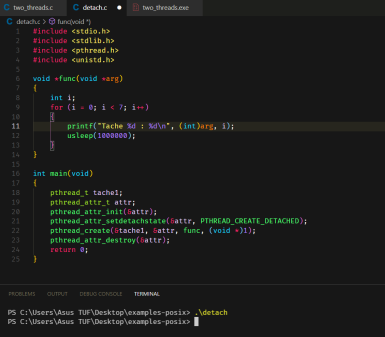 two_threads.c detach.c two_threads.exe
detach.c > func(void *)
1 #include <stdio.h>
2 #include <stdlib.h>
3 #include <pthread.h>
4 #include <unistd.h>
5
6 void *func(void *arg)
7 {
8 int i;
9 for (i = 0; i < 7; i++)
10 {
11 printf("Tache %d : %d\n", (int)arg, i);
12 usleep(1000000);
13 }
14 }
15
16 int main(void)
17 {
18 pthread_t tache1;
19 pthread_attr_t attr;
20 pthread_attr_init(&attr);
21 pthread_attr_setdetachstate(&attr, PTHREAD_CREATE_DETACHED);
22 pthread_create(&tache1, &attr, func, (void *)1);
23 pthread_attr_destroy(&attr);
24 return 0;
25 }
PROBLEMS OUTPUT DEBUG CONSOLE TERMINAL
PS C:\Users\Asus TUF\Desktop\examples-posix> .\detach
PS C:\Users\Asus TUF\Desktop\examples-posix>